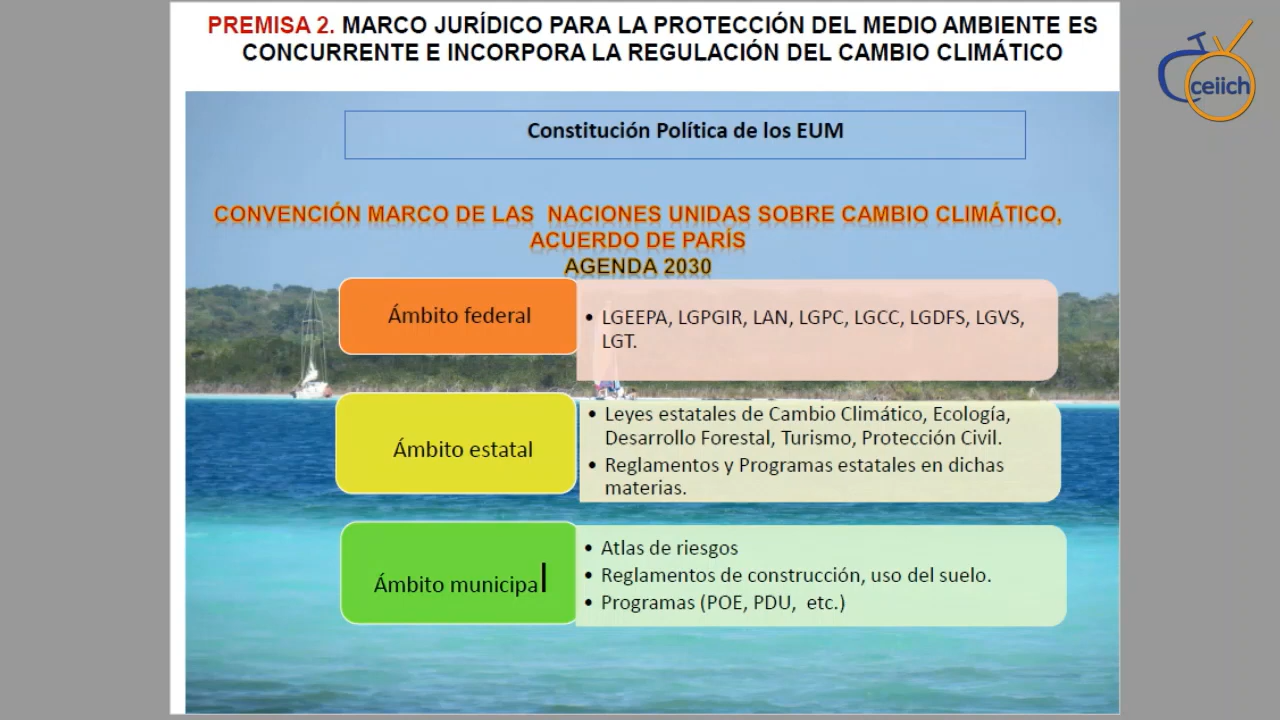 PREMISA 2. MARCO JURÍDICO PARA LA PROTECCIÓN DEL MEDIO AMBIENTE ES
CONCURRENTE E INCORPORA LA REGULACIÓN DEL CAMBIO CLIMÁTICO
ceiich
Constitución Política de los EUM
CONVENCIÓN MARCO DE LAS NACIONES UNIDAS SOBRE CAMBIO CLIMÁTICO,
ACUERDO DE PARÍS
AGENDA 2030
Ámbito federal
• LGEEPA, LGPGIR, LAN, LGPC, LGCC, LGDFS, LGVS,
LGT.
Ámbito estatal
• Leyes estatales de Cambio Climático, Ecología,
Desarrollo Forestal, Turismo, Protección Civil.
• Reglamentos y Programas estatales en dichas
materias.
Ámbito municipal
• Atlas de riesgos
• Reglamentos de construcción, uso del suelo.
• Programas (POE, PDU, etc.)